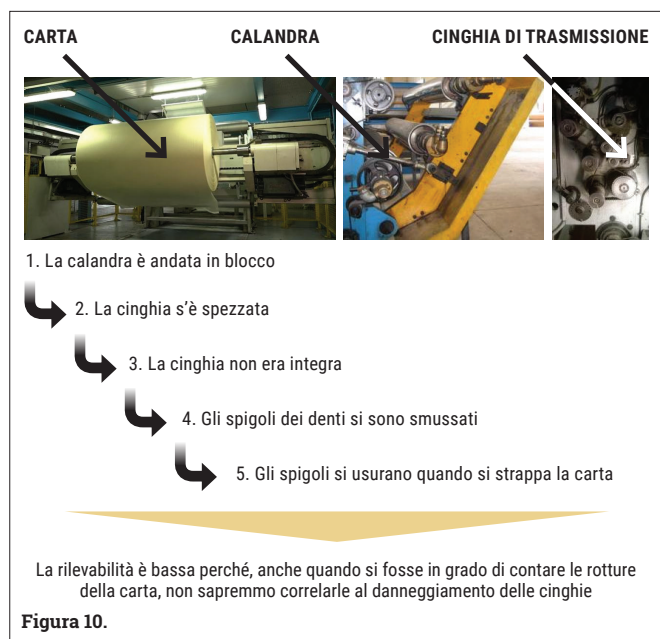 CARTA CALANDRA CINGHIA DI TRASMISSIONE
1. La calandra è andata in blocco
2. La cinghia s’è spezzata
3. La cinghia non era integra
4. Gli spigoli dei denti si sono smussati
5. Gli spigoli si usurano quando si strappa la carta
La rilevabilità è bassa perché, anche quando si fosse in grado di contare le rotture
della carta, non sapremmo correlarle al danneggiamento delle cinghie
Figura 10.